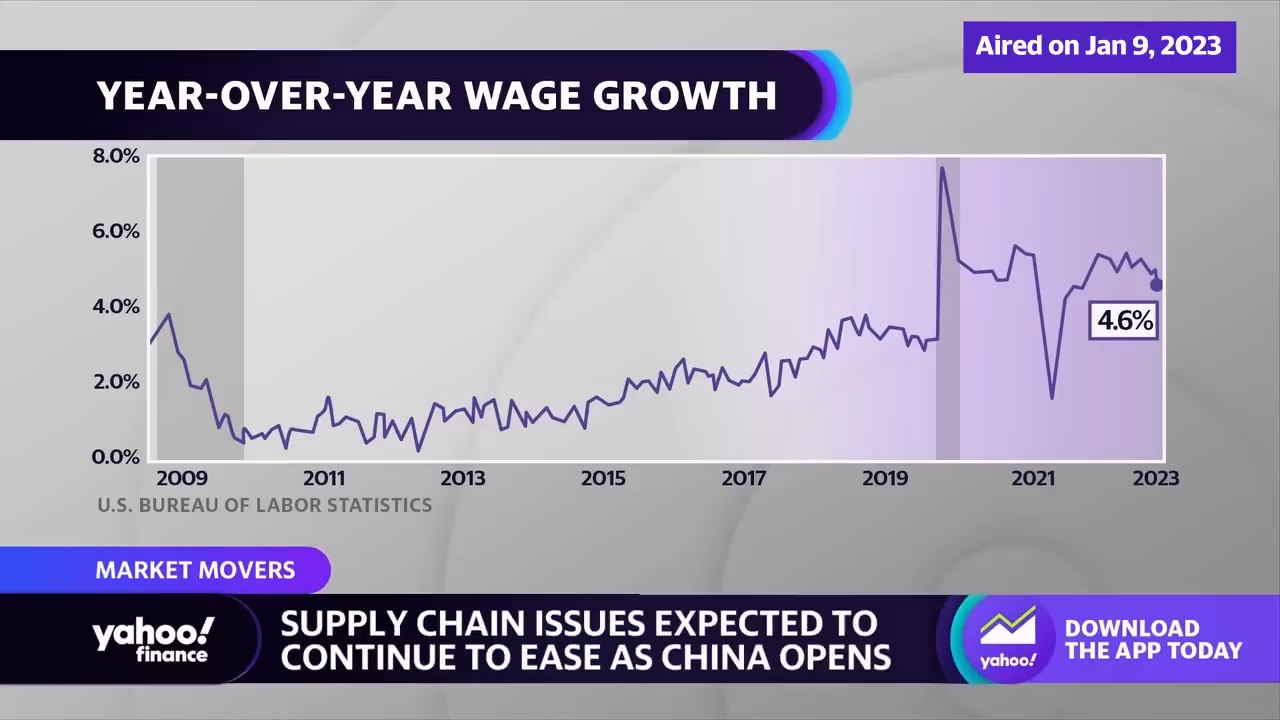 Aired on Jan 9, 2023
YEAR-OVER-YEAR WAGE GROWTH
8.0%
6.0%
4.0%
2.0%
0.0%
4.6%
2009 2011 2013 2015 2017 2019 2021 2023
U.S. BUREAU OF LABOR STATISTICS
MARKET MOVERS
yahoo!
finance
SUPPLY CHAIN ISSUES EXPECTED TO
CONTINUE TO EASE AS CHINA OPENS
yahoo!
DOWNLOAD
THE APP TODAY